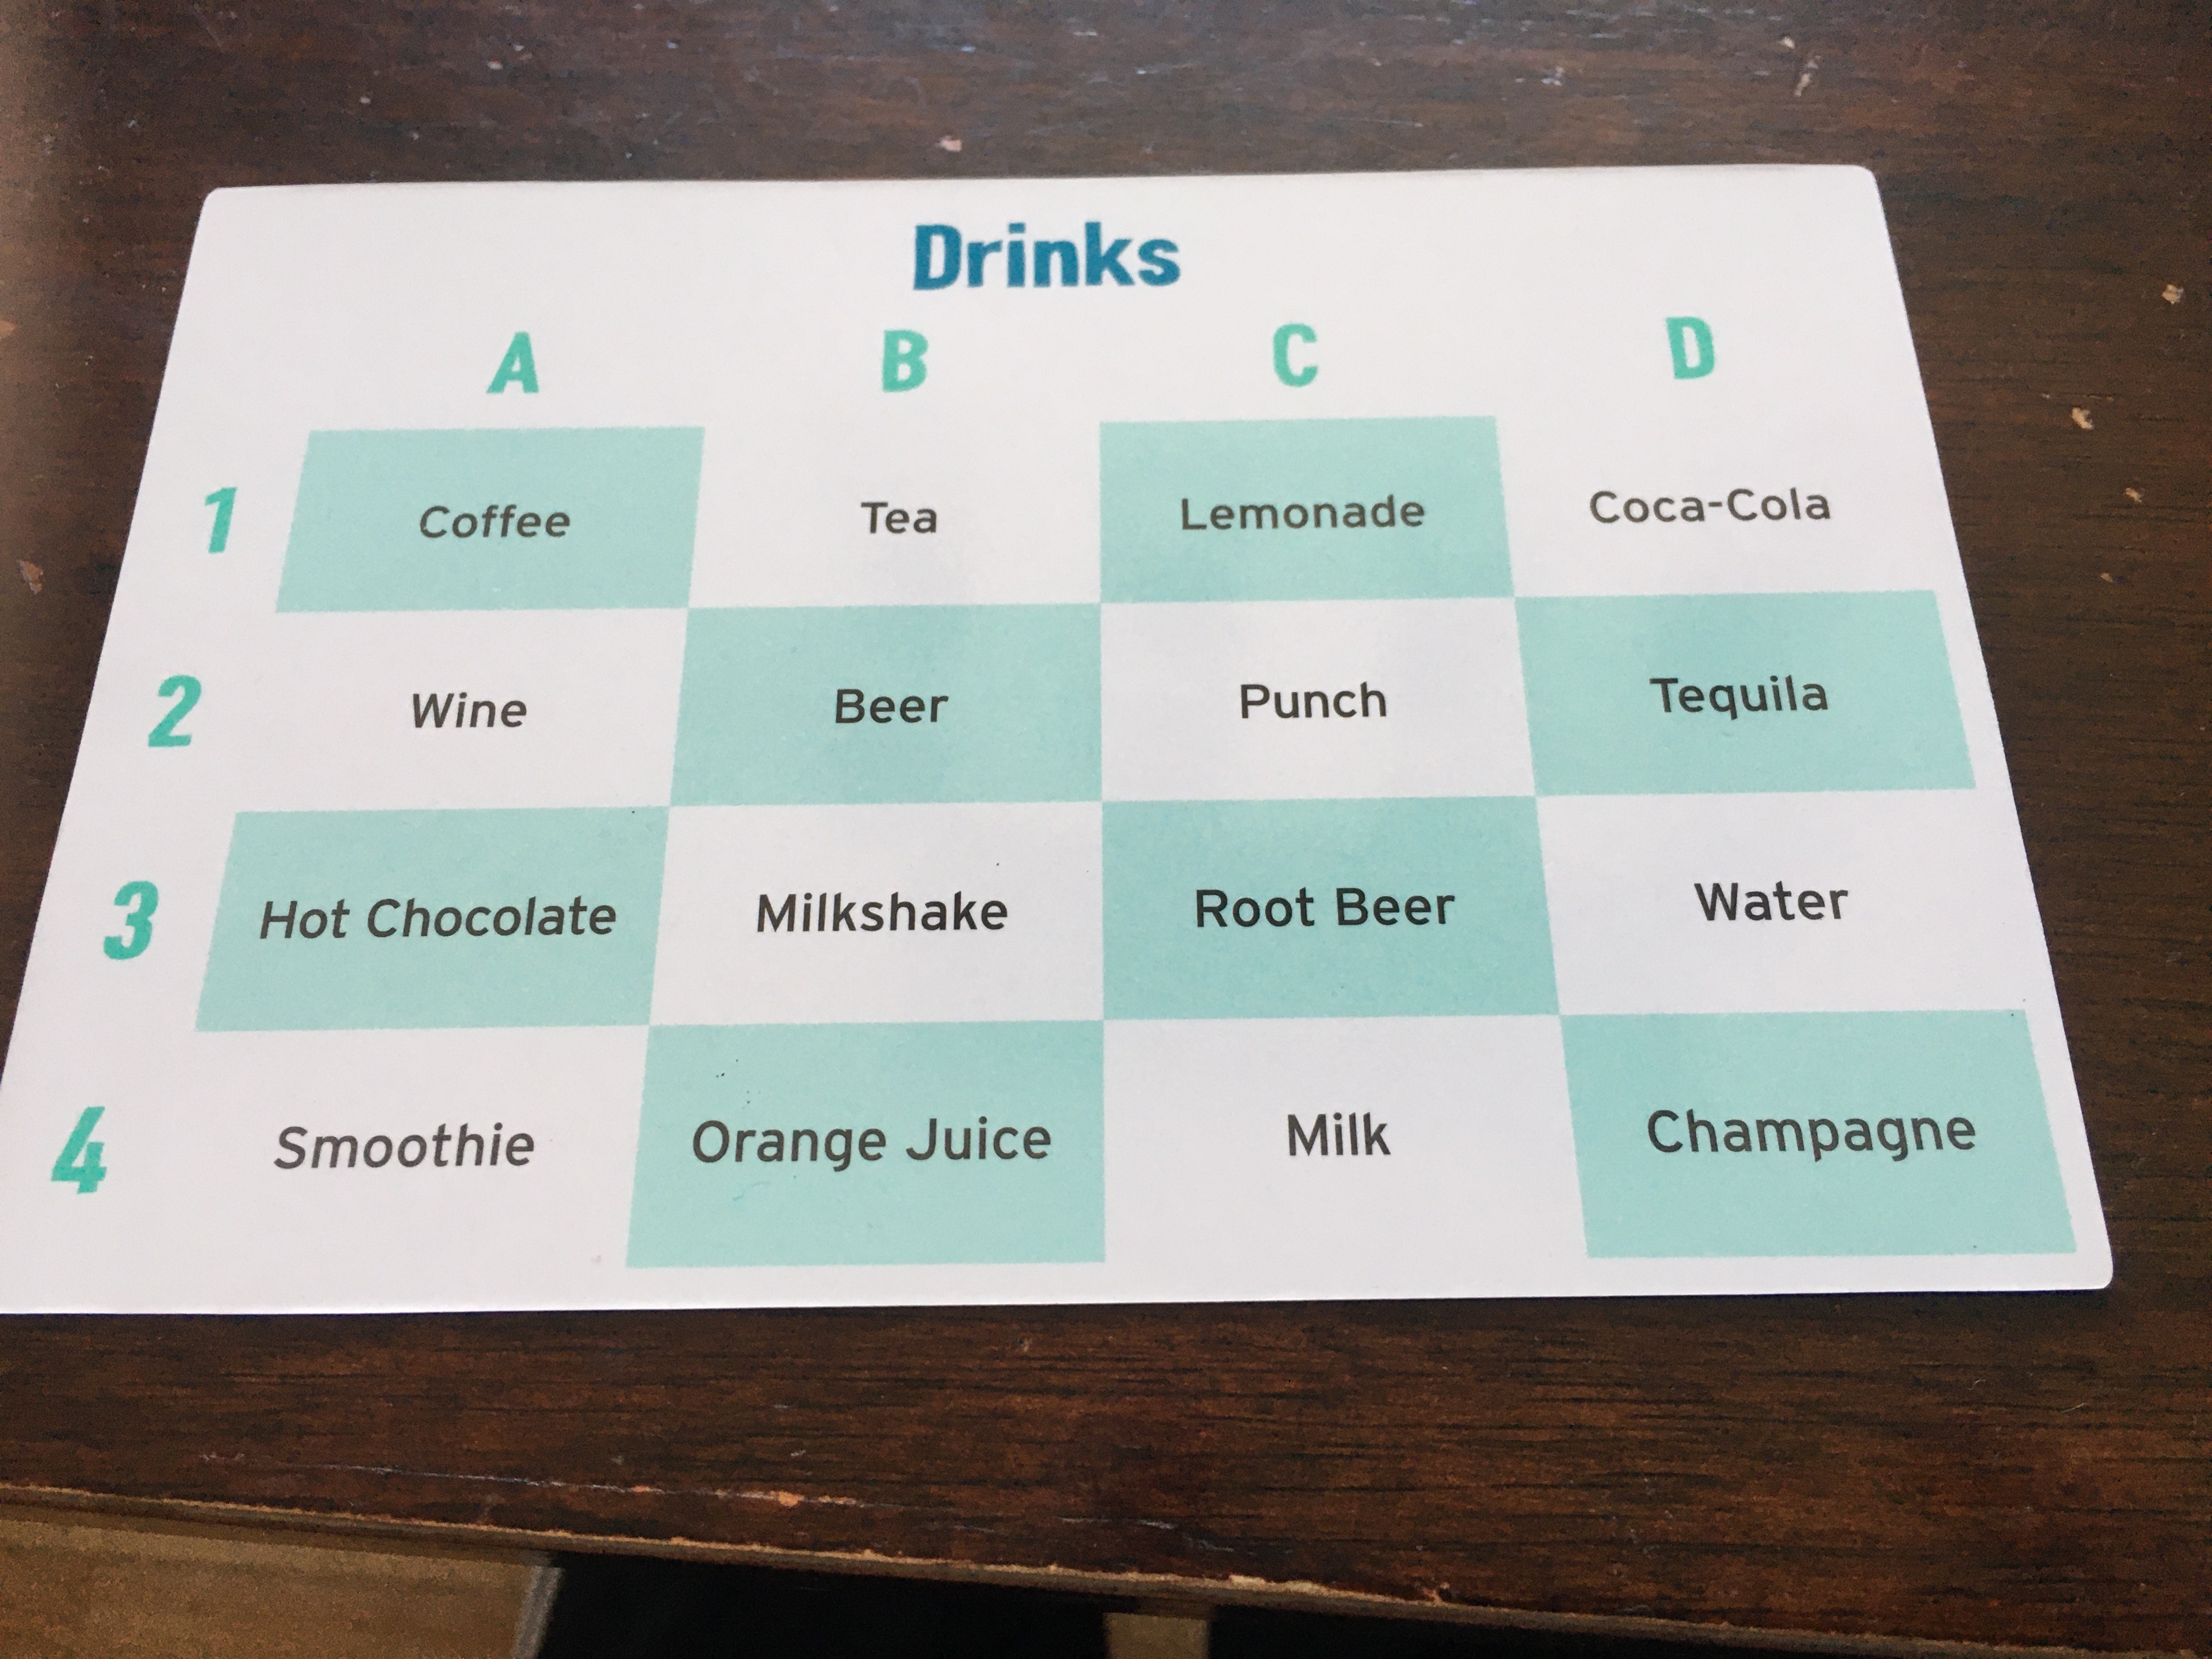 Drinks
A B C D
1 Coffee Tea Lemonade Coca-Cola
2 Wine Beer Punch Tequila
3 Hot Chocolate Milkshake Root Beer Water
4 Smoothie Orange Juice Milk Champagne